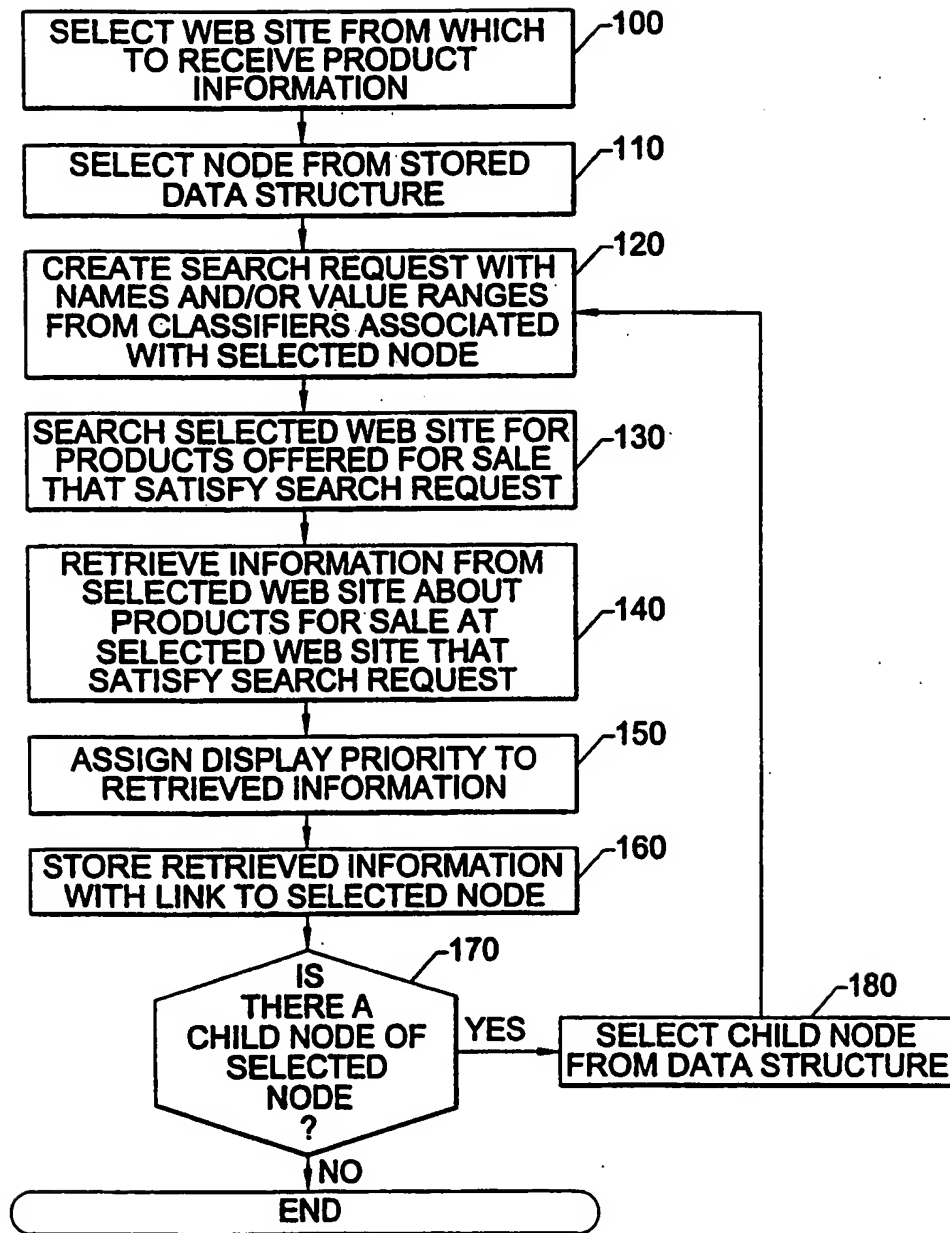 SELECT WEB SITE FROM WHICH
TO RECEIVE PRODUCT
INFORMATION
100
SELECT NODE FROM STORED
DATA STRUCTURE
110
CREATE SEARCH REQUEST WITH
NAMES AND/OR VALUE RANGES
FROM CLASSIFIERS ASSOCIATED
WITH SELECTED NODE
120
SEARCH SELECTED WEB SITE FOR
PRODUCTS OFFERED FOR SALE
THAT SATISFY SEARCH REQUEST
130
RETRIEVE INFORMATION FROM
SELECTED WEB SITE ABOUT
PRODUCTS FOR SALE AT
SELECTED WEB SITE THAT
SATISFY SEARCH REQUEST
140
ASSIGN DISPLAY PRIORITY TO
RETRIEVED INFORMATION
150
STORE RETRIEVED INFORMATION
WITH LINK TO SELECTED NODE
160
IS
THERE A
CHILD NODE OF
SELECTED
NODE
?
170
YES
SELECT CHILD NODE
FROM DATA STRUCTURE
180
NO
END